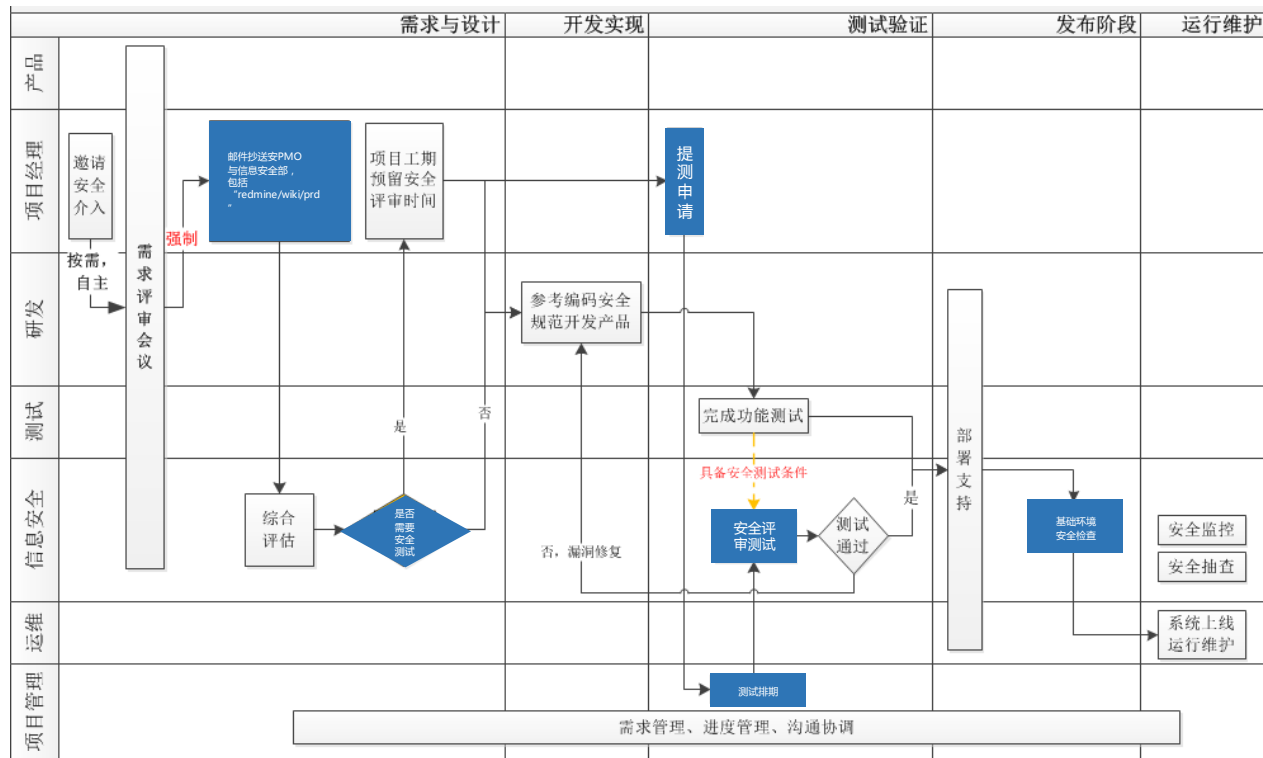 需求与设计
开发实现
测试验证
发布阶段
运行维护
产品
项目经理
研发
测试
信息安全
运维
项目管理
邀请
安全
介入
按需，
自主
需求评审会议
强制
邮件抄送安PMO
与信息安全部，
包括
“redmine/wiki/prd
”
项目工期
预留安全
评审时间
综合
评估
是否
需要
安全
测试
是
否
参考编码安全
规范开发产品
否，漏洞修复
提测申请
完成功能测试
具备安全测试条件
安全评
审测试
测试
通过
是
测试排期
部署支持
基础环境
安全检查
安全监控
安全抽查
系统上线
运行维护
需求管理、进度管理、沟通协调